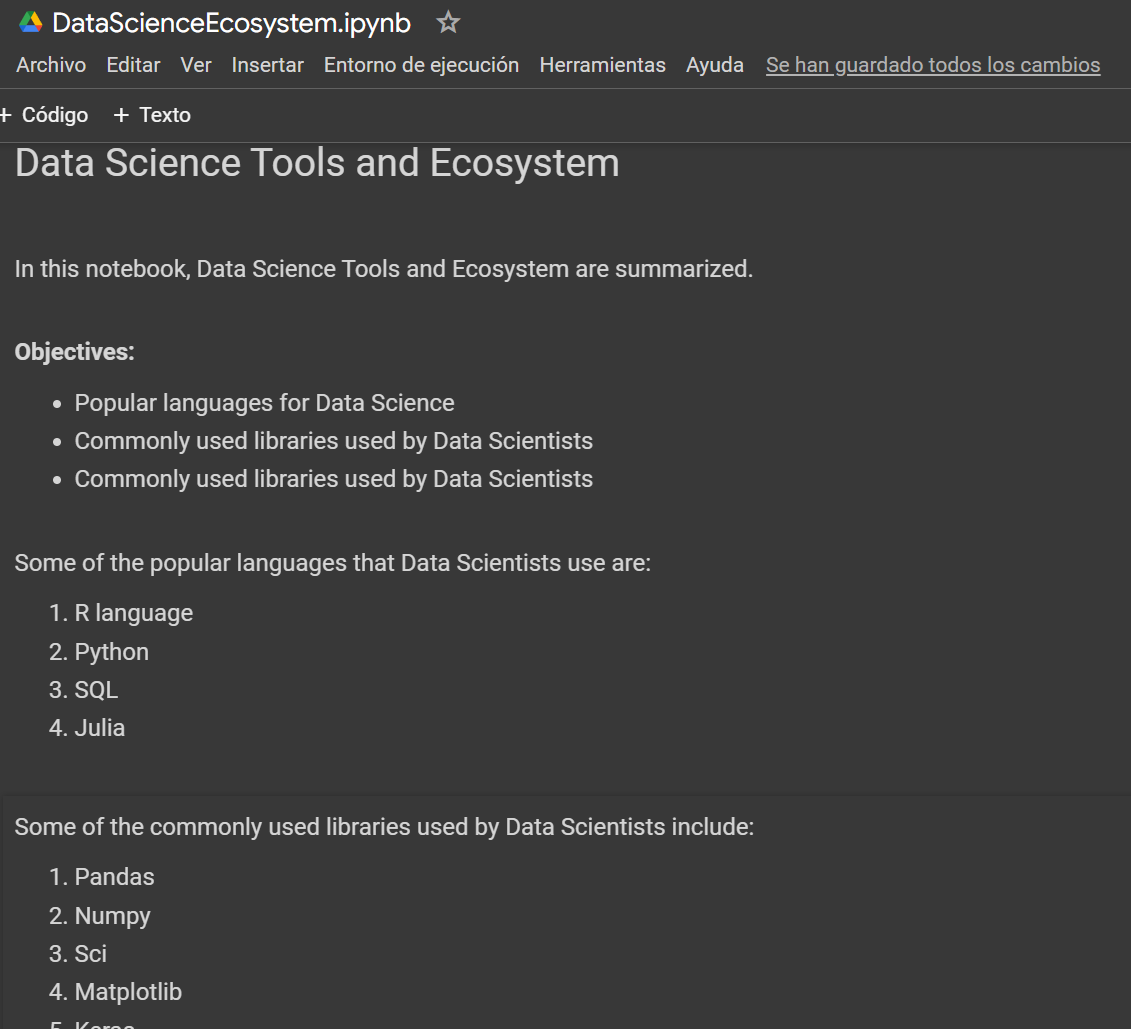 DataScienceEcosystem.ipynb
Archivo Editar Ver Insertar Entorno de ejecución Herramientas Ayuda Se han guardado todos los cambios
+ Código + Texto
Data Science Tools and Ecosystem
In this notebook, Data Science Tools and Ecosystem are summarized.
Objectives:
• Popular languages for Data Science
• Commonly used libraries used by Data Scientists
• Commonly used libraries used by Data Scientists
Some of the popular languages that Data Scientists use are:
1. R language
2. Python
3. SQL
4. Julia
Some of the commonly used libraries used by Data Scientists include:
1. Pandas
2. Numpy
3. Sci
4. Matplotlib
5. Keras